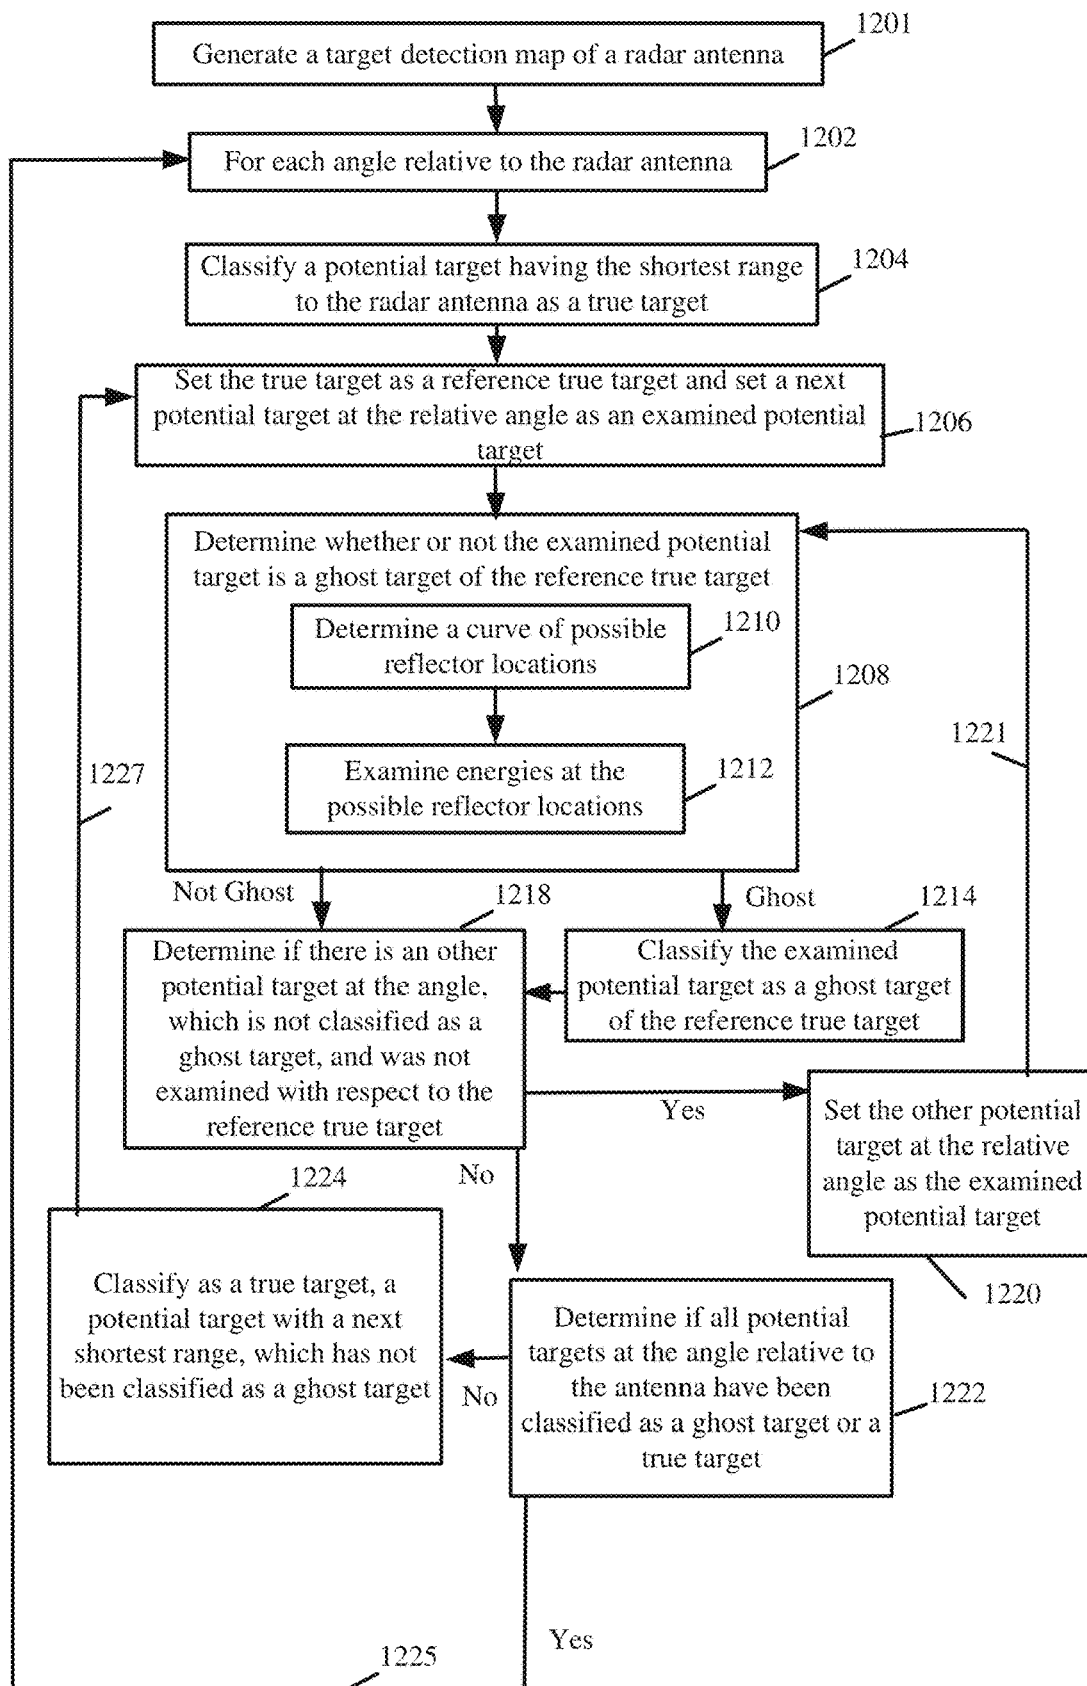 1201
Generate a target detection map of a radar antenna
1202
For each angle relative to the radar antenna
1204
Classify a potential target having the shortest range
to the radar antenna as a true target
Set the true target as a reference true target and set a next
potential target at the relative angle as an examined potential
target
1206
Determine whether or not the examined potential
target is a ghost target of the reference true target
1210
Determine a curve of possible
reflector locations
1208
1221
1227
Examine energies at the
possible reflector locations
1212
Not Ghost
Ghost
1218
1214
Determine if there is an other
potential target at the angle,
which is not classified as a
ghost target, and was not
examined with respect to the
reference true target
Classify the examined
potential target as a ghost target
of the reference true target
Yes
Set the other potential
target at the relative
angle as the examined
potential target
1220
No
1224
Classify as a true target, a
potential target with a next
shortest range, which has not
been classified as a ghost target
No
Determine if all potential
targets at the angle relative to
the antenna have been
classified as a ghost target or a
true target
1222
Yes
1225